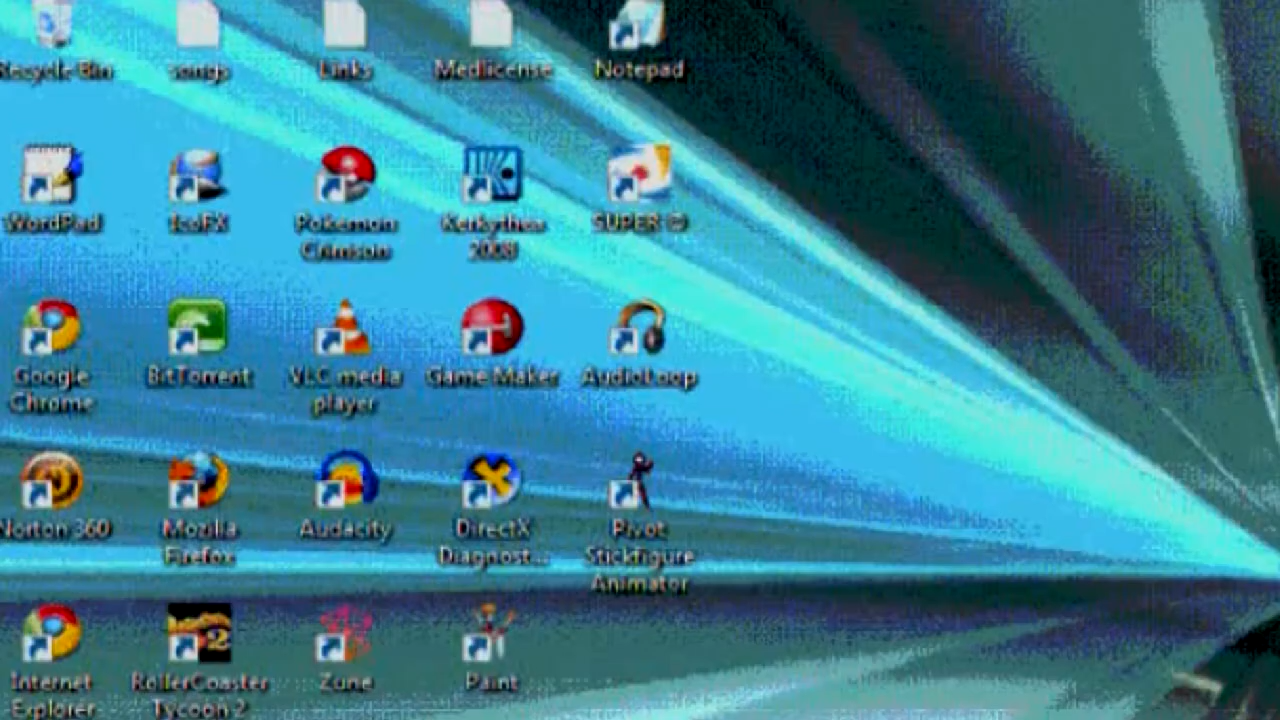 Recycle Bin
songs
Links
Medlicense
Notepad
WordPad
IcoFX
Pokemon
Crimson
Kerkythea
2008
SUPER ©
Google
Chrome
BitTorrent
VLC media
player
Game Maker
AudioLoop
Norton 360
Mozilla
Firefox
Audacity
DirectX
Diagnost...
Pivot
Stickfigure
Animator
Internet
Explorer
RollerCoaster
Tycoon 2
Zune
Paint